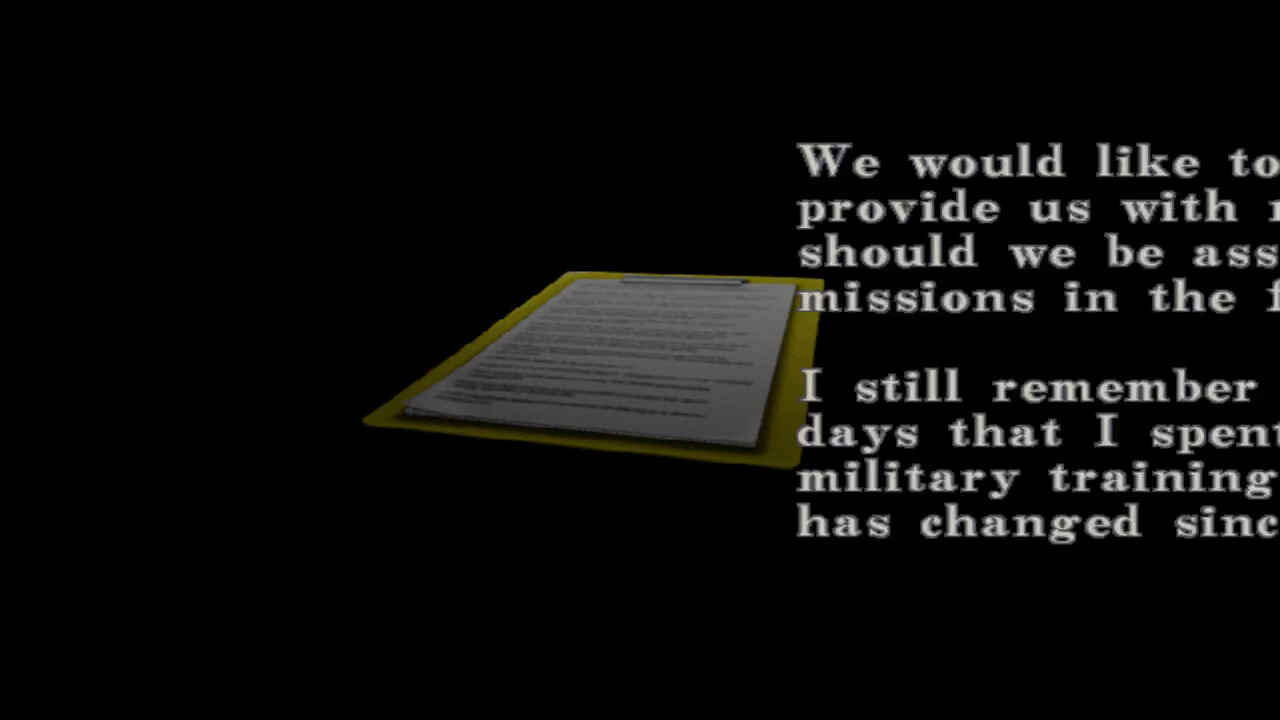 We would like to
provide us with
should we be ass
missions in the
I still remember
days that I spent
military training
has changed sinc